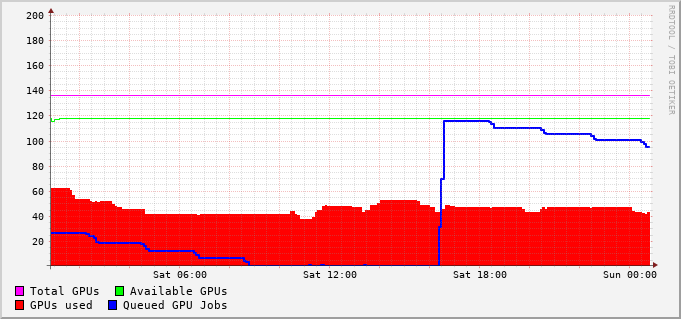 200
180
160
140
120
100
80
60
40
20
Sat 06:00 Sat 12:00 Sat 18:00 Sun 00:00
Total GPUs Available GPUs
GPUs used Queued GPU Jobs
RRDTOOL / TOBI OETIKER